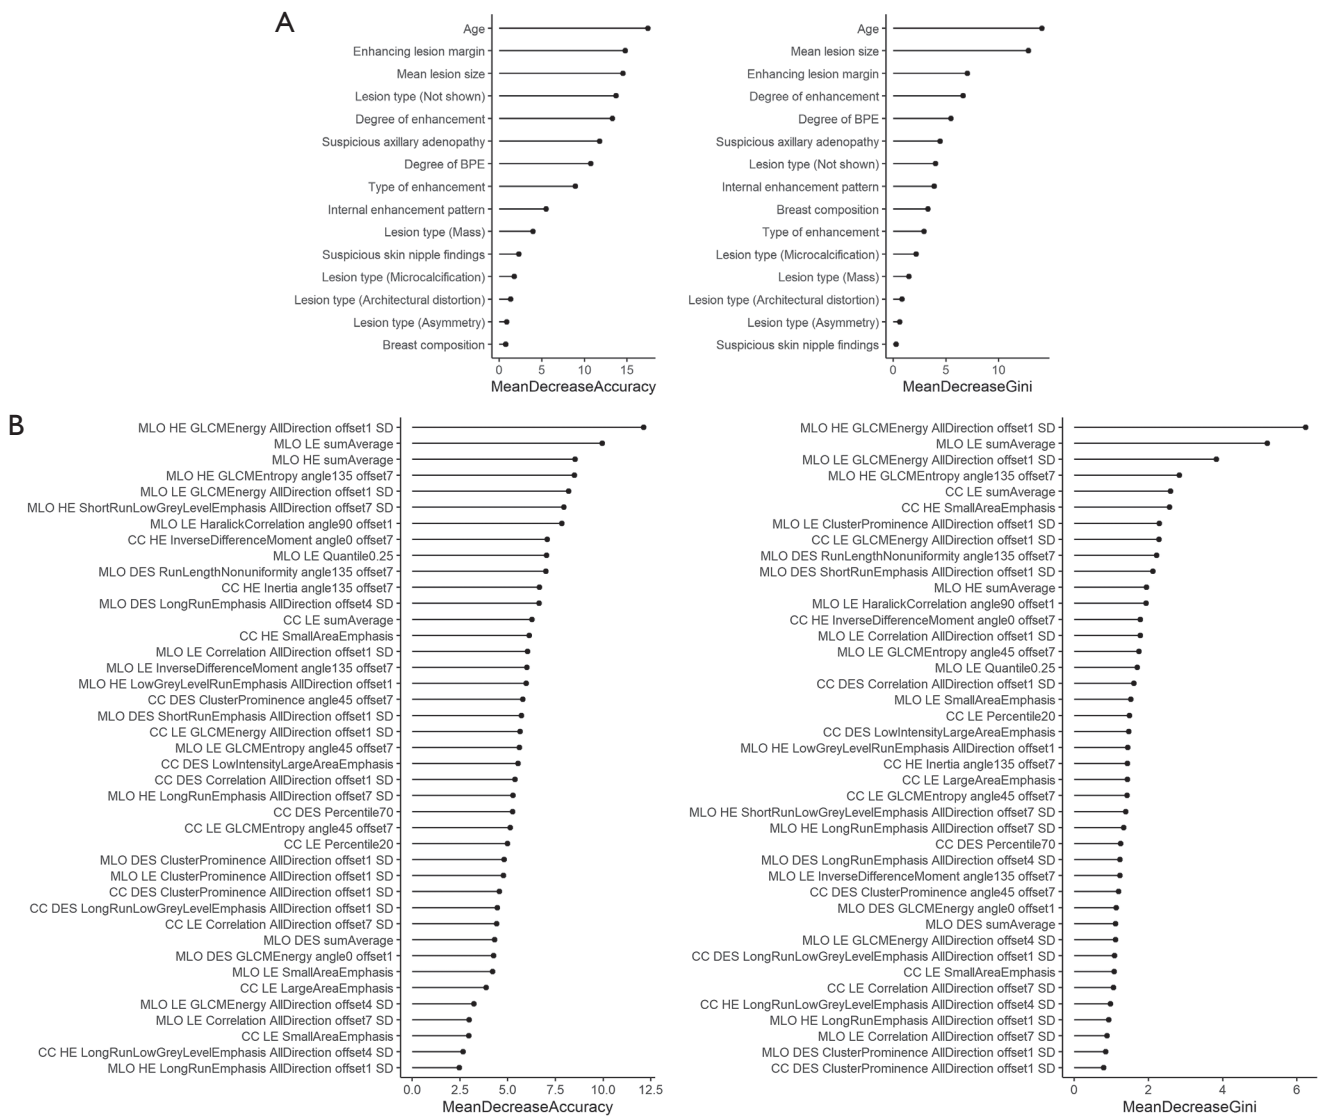 A
Age
Enhancing lesion margin
Mean lesion size
Lesion type (Not shown)
Degree of enhancement
Suspicious axillary adenopathy
Degree of BPE
Type of enhancement
Internal enhancement pattern
Lesion type (Mass)
Suspicious skin nipple findings
Lesion type (Microcalcification)
Lesion type (Architectural distortion)
Lesion type (Asymmetry)
Breast composition
0 5 10 15
MeanDecreaseAccuracy
Age
Mean lesion size
Enhancing lesion margin
Degree of enhancement
Degree of BPE
Suspicious axillary adenopathy
Lesion type (Not shown)
Internal enhancement pattern
Breast composition
Type of enhancement
Lesion type (Microcalcification)
Lesion type (Mass)
Lesion type (Architectural distortion)
Lesion type (Asymmetry)
Suspicious skin nipple findings
0 5 10
MeanDecreaseGini
B
MLO HE GLCMEnergy AllDirection offset1 SD
MLO LE sumAverage
MLO HE sumAverage
MLO HE GLCMEntropy angle135 offset7
MLO LE GLCMEnergy AllDirection offset1 SD
MLO HE ShortRunLowGreyLevelEmphasis AllDirection offset7 SD
MLO LE HaralickCorrelation angle90 offset1
CC HE InverseDifferenceMoment angle0 offset7
MLO LE Quantile0.25
MLO DES RunLengthNonuniformity angle135 offset7
CC HE Inertia angle135 offset7
MLO DES LongRunEmphasis AllDirection offset4 SD
CC LE sumAverage
CC HE SmallAreaEmphasis
MLO LE Correlation AllDirection offset1 SD
MLO LE InverseDifferenceMoment angle135 offset7
MLO HE LowGreyLevelRunEmphasis AllDirection offset1
CC DES ClusterProminence angle45 offset7
MLO DES ShortRunEmphasis AllDirection offset1 SD
CC LE GLCMEnergy AllDirection offset1 SD
MLO LE GLCMEntropy angle45 offset7
CC DES LowIntensityLargeAreaEmphasis
CC DES Correlation AllDirection offset1 SD
MLO HE LongRunEmphasis AllDirection offset7 SD
CC DES Percentile70
CC LE GLCMEntropy angle45 offset7
CC LE Percentile20
MLO DES ClusterProminence AllDirection offset1 SD
MLO LE ClusterProminence AllDirection offset1 SD
CC DES ClusterProminence AllDirection offset1 SD
CC DES LongRunLowGreyLevelEmphasis AllDirection offset1 SD
CC LE Correlation AllDirection offset7 SD
MLO DES sumAverage
MLO DES GLCMEnergy angle0 offset1
MLO LE SmallAreaEmphasis
CC LE LargeAreaEmphasis
MLO LE GLCMEnergy AllDirection offset4 SD
MLO LE Correlation AllDirection offset7 SD
CC LE SmallAreaEmphasis
CC HE LongRunLowGreyLevelEmphasis AllDirection offset4 SD
MLO HE LongRunEmphasis AllDirection offset1 SD
0.0 2.5 5.0 7.5 10.0 12.5
MeanDecreaseAccuracy
MLO HE GLCMEnergy AllDirection offset1 SD
MLO LE sumAverage
MLO LE GLCMEnergy AllDirection offset1 SD
MLO HE GLCMEntropy angle135 offset7
CC LE sumAverage
CC HE SmallAreaEmphasis
MLO LE ClusterProminence AllDirection offset1 SD
CC LE GLCMEnergy AllDirection offset1 SD
MLO DES RunLengthNonuniformity angle135 offset7
MLO DES ShortRunEmphasis AllDirection offset1 SD
MLO HE sumAverage
MLO LE HaralickCorrelation angle90 offset1
CC HE InverseDifferenceMoment angle0 offset7
MLO LE Correlation AllDirection offset1 SD
MLO LE GLCMEntropy angle45 offset7
MLO LE Quantile0.25
CC DES Correlation AllDirection offset1 SD
MLO LE SmallAreaEmphasis
CC LE Percentile20
CC DES LowIntensityLargeAreaEmphasis
MLO HE LowGreyLevelRunEmphasis AllDirection offset1
CC HE Inertia angle135 offset7
CC LE LargeAreaEmphasis
CC LE GLCMEntropy angle45 offset7
MLO HE ShortRunLowGreyLevelEmphasis AllDirection offset7 SD
MLO HE LongRunEmphasis AllDirection offset7 SD
CC DES Percentile70
MLO DES LongRunEmphasis AllDirection offset4 SD
MLO LE InverseDifferenceMoment angle135 offset7
CC DES ClusterProminence angle45 offset7
MLO DES GLCMEnergy angle0 offset1
MLO DES sumAverage
MLO LE GLCMEnergy AllDirection offset4 SD
CC DES LongRunLowGreyLevelEmphasis AllDirection offset1 SD
CC LE SmallAreaEmphasis
CC LE Correlation AllDirection offset7 SD
CC HE LongRunLowGreyLevelEmphasis AllDirection offset4 SD
MLO HE LongRunEmphasis AllDirection offset1 SD
MLO LE Correlation AllDirection offset7 SD
MLO DES ClusterProminence AllDirection offset1 SD
CC DES ClusterProminence AllDirection offset1 SD
0 2 4 6
MeanDecreaseGini